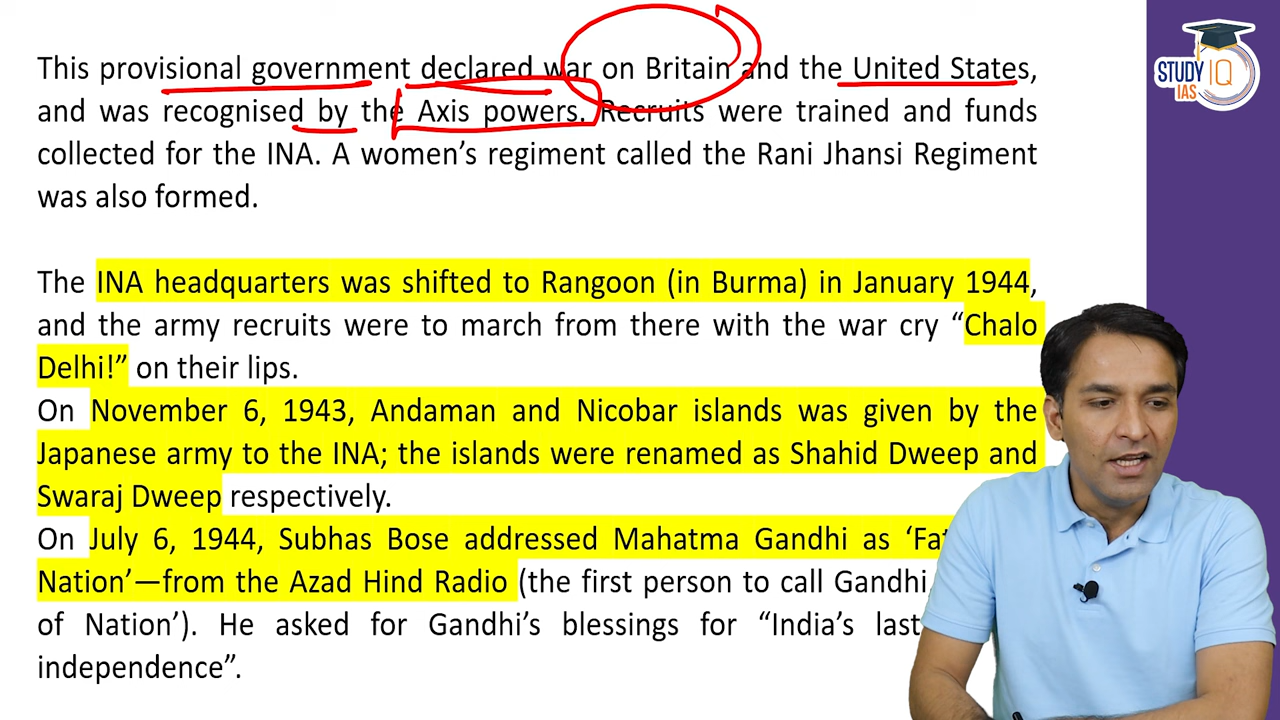 This provisional government declared war on Britain and the United States,
and was recognised by the Axis powers. Recruits were trained and funds
collected for the INA. A women's regiment called the Rani Jhansi Regiment
was also formed.
The INA headquarters was shifted to Rangoon (in Burma) in January 1944,
and the army recruits were to march from there with the war cry “Chalo
Delhi!” on their lips.
On November 6, 1943, Andaman and Nicobar islands was given by the
Japanese army to the INA; the islands were renamed as Shahid Dweep and
Swaraj Dweep respectively.
On July 6, 1944, Subhas Bose addressed Mahatma Gandhi as
Nation’—from the Azad Hind Radio (the first person to call Gandhi
of Nation’). He asked for Gandhi’s blessings for “India’s last
independence”.
STUDY IQ
IAS